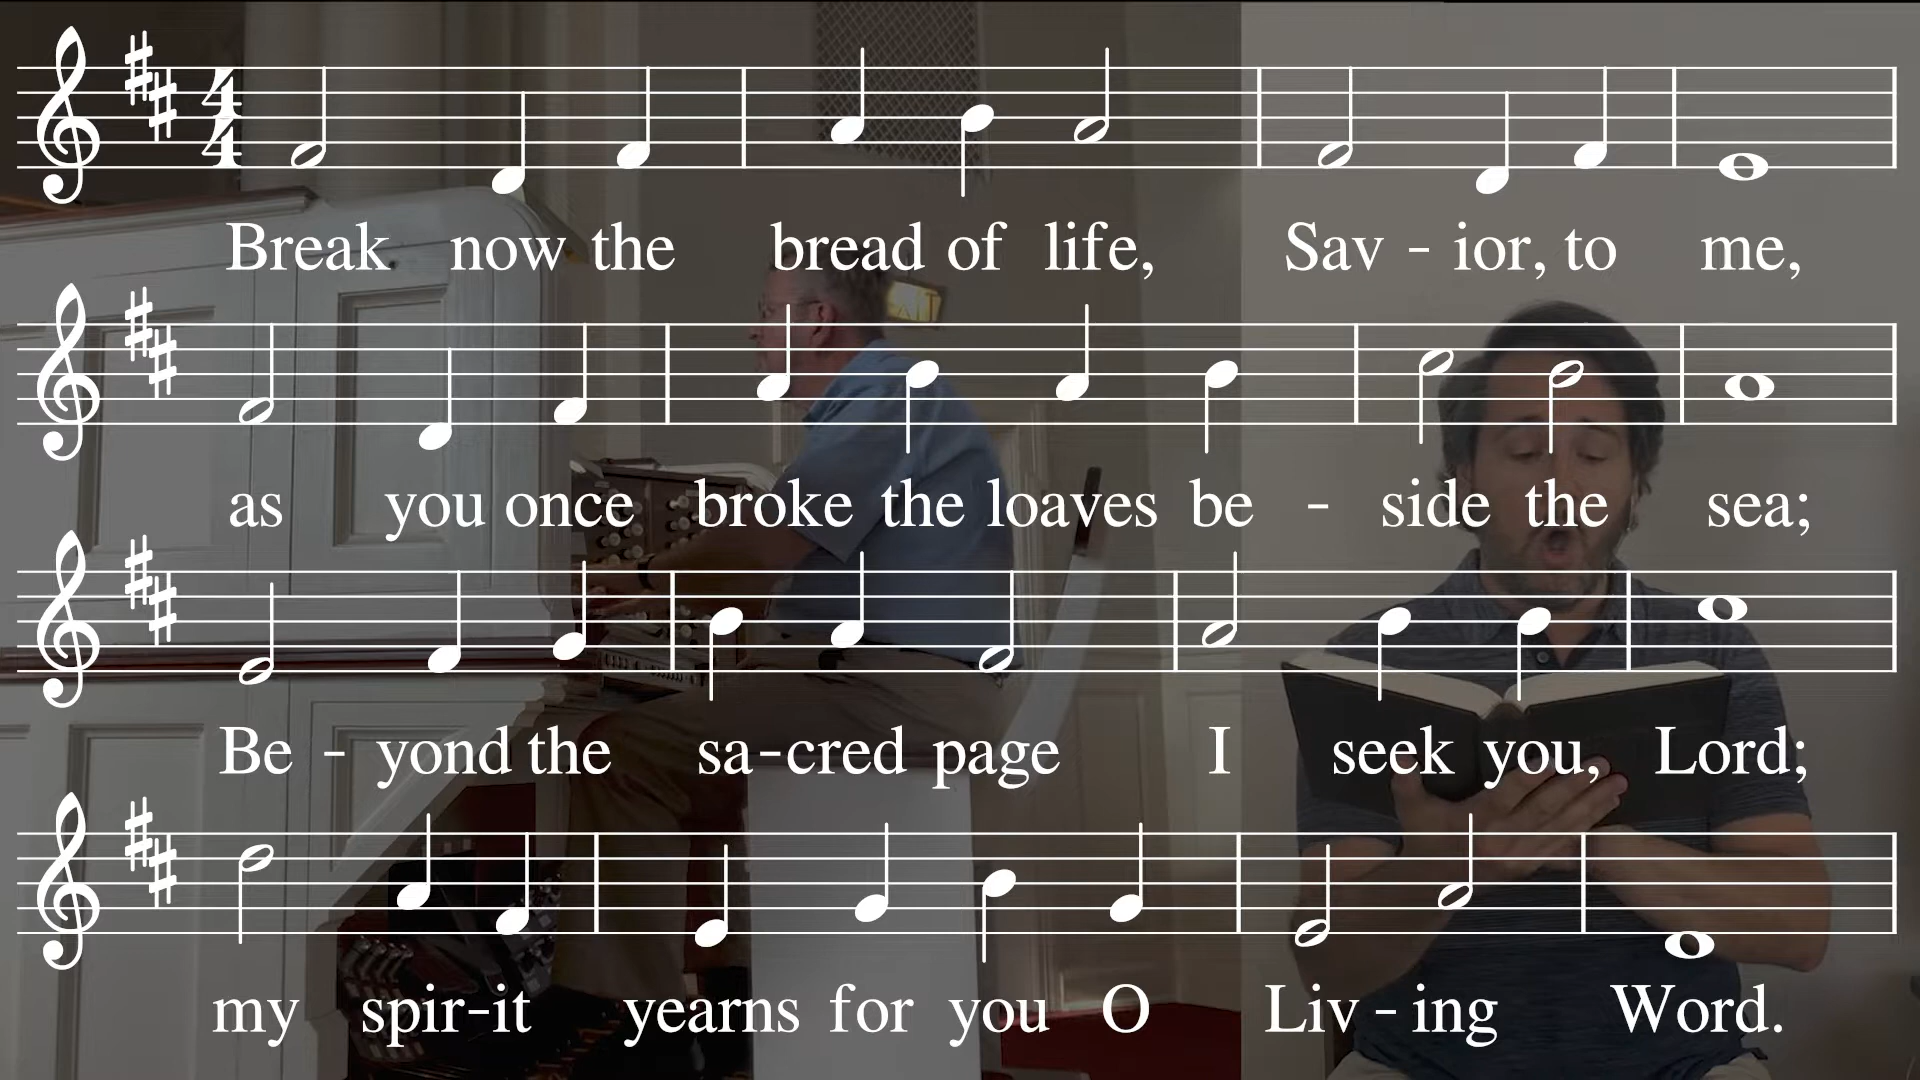 4
4
Break now the bread of life, Sav - ior, to me,
as you once broke the loaves be - side the sea;
Be - yond the sa-cred page I seek you, Lord;
my spir-it yearns for you O Liv - ing Word.